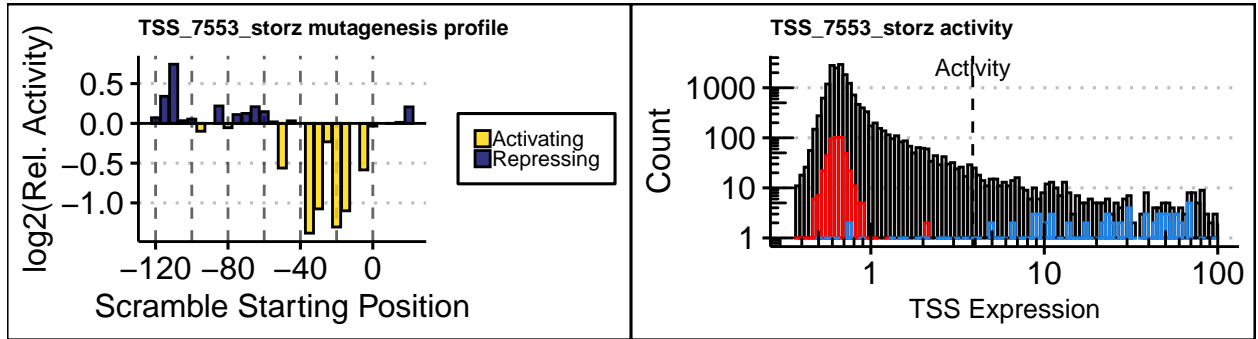 TSS_7553_storz mutagenesis profile
log2(Rel. Activity)
0.5
0.0
−0.5
−1.0
−120
−80
−40
0
Scramble Starting Position
Activating
Repressing
TSS_7553_storz activity
Activity
Count
1000
100
10
1
1
10
100
TSS Expression